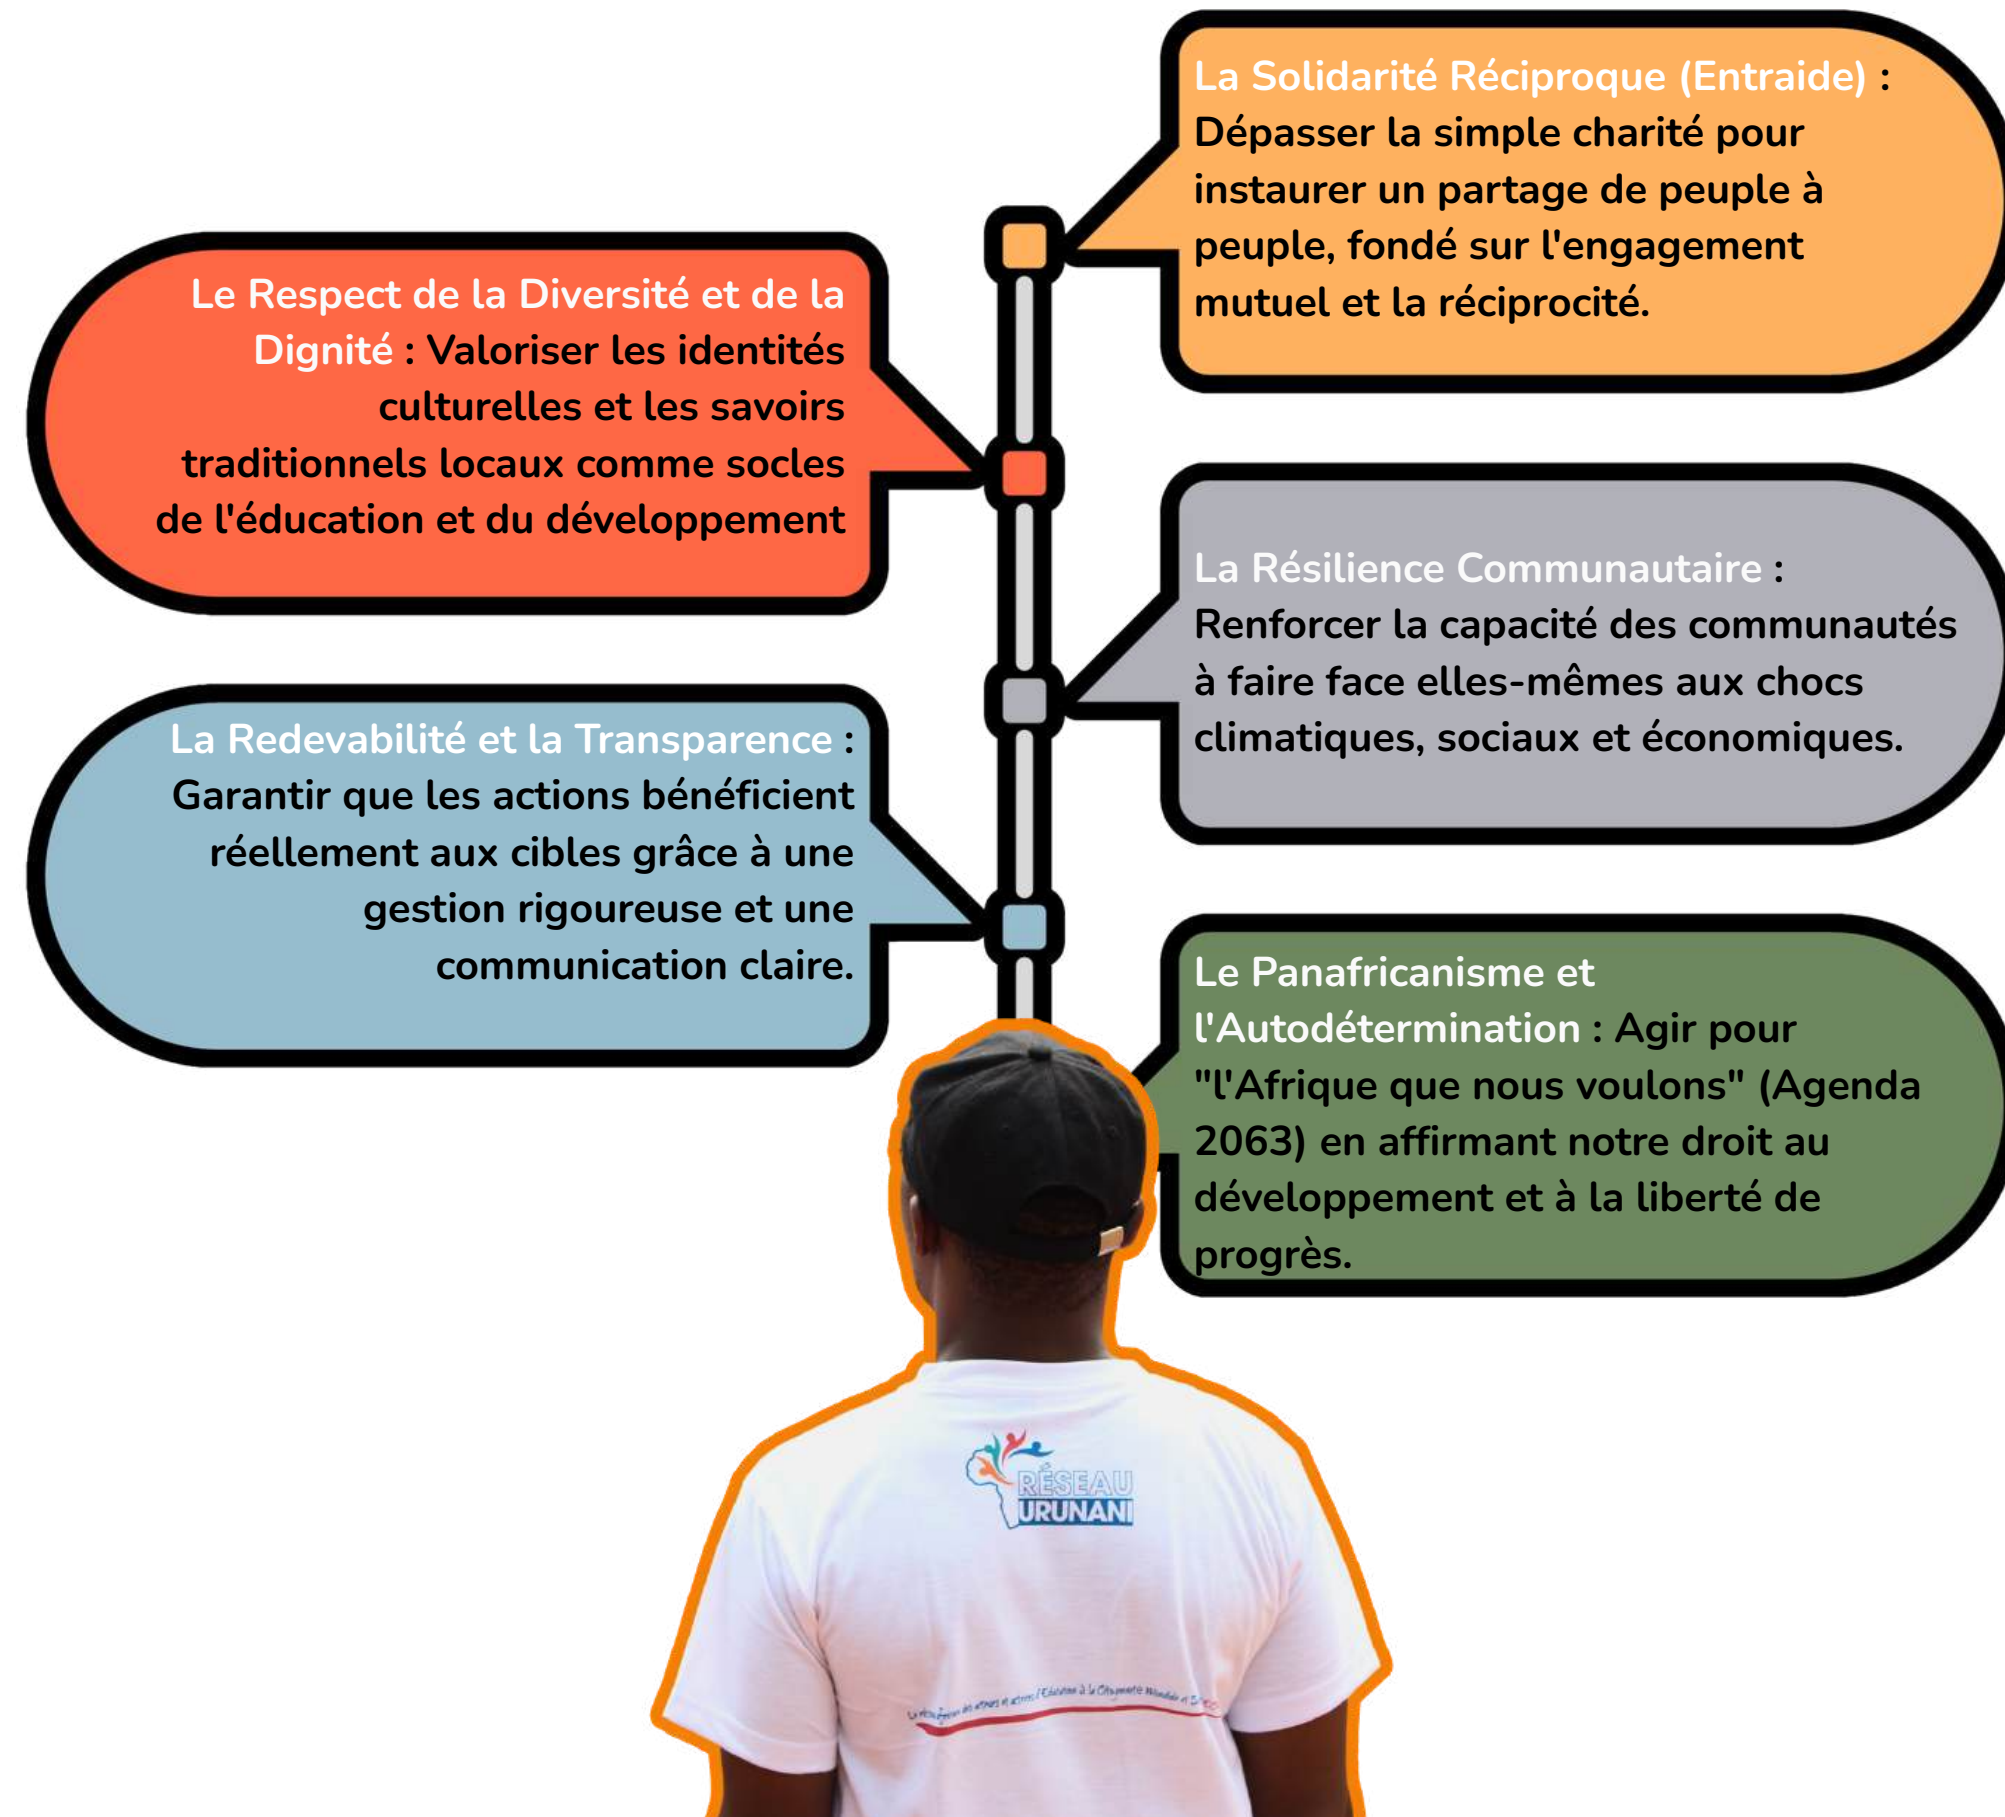 La Solidarité Réciproque (Entraide) :
Dépasser la simple charité pour
instaurer un partage de peuple à
peuple, fondé sur l'engagement
mutuel et la réciprocité.
Le Respect de la Diversité et de la
Dignité : Valoriser les identités
culturelles et les savoirs
traditionnels locaux comme socles
de l'éducation et du développement
La Résilience Communautaire :
Renforcer la capacité des communautés
à faire face elles-mêmes aux chocs
climatiques, sociaux et économiques.
La Redevabilité et la Transparence :
Garantir que les actions bénéficient
réellement aux cibles grâce à une
gestion rigoureuse et une
communication claire.
Le Panafricanisme et
l'Autodétermination : Agir pour
"l'Afrique que nous voulons" (Agenda
2063) en affirmant notre droit au
développement et à la liberté de
progrès.
RÉSEAU
URUNANI
à la Citoyenneté Mondiale et